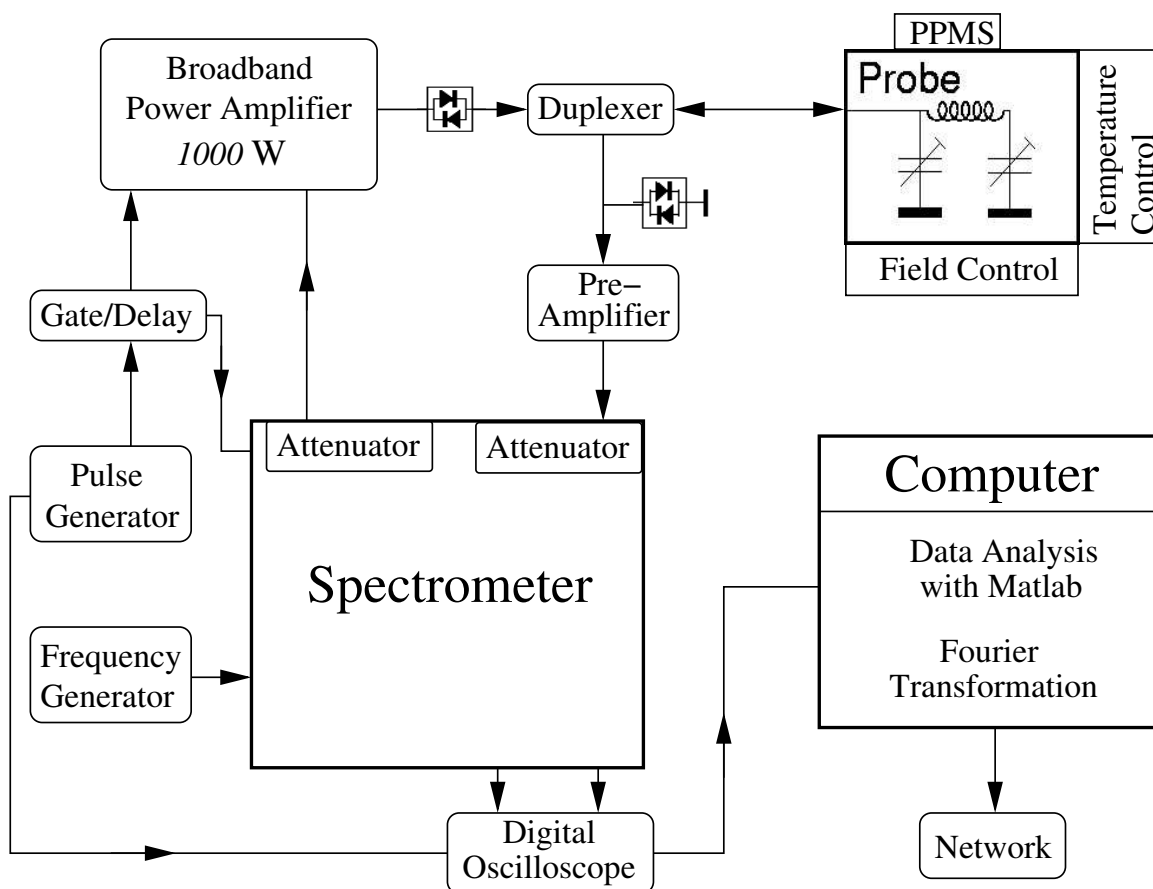 Broadband
Power Amplifier
1000 W
Duplexer
PPMS
Probe
Temperature
Control
Field Control
Gate/Delay
Pre−
Amplifier
Attenuator
Attenuator
Pulse
Generator
Spectrometer
Computer
Data Analysis
with Matlab
Fourier
Transformation
Frequency
Generator
Digital
Oscilloscope
Network